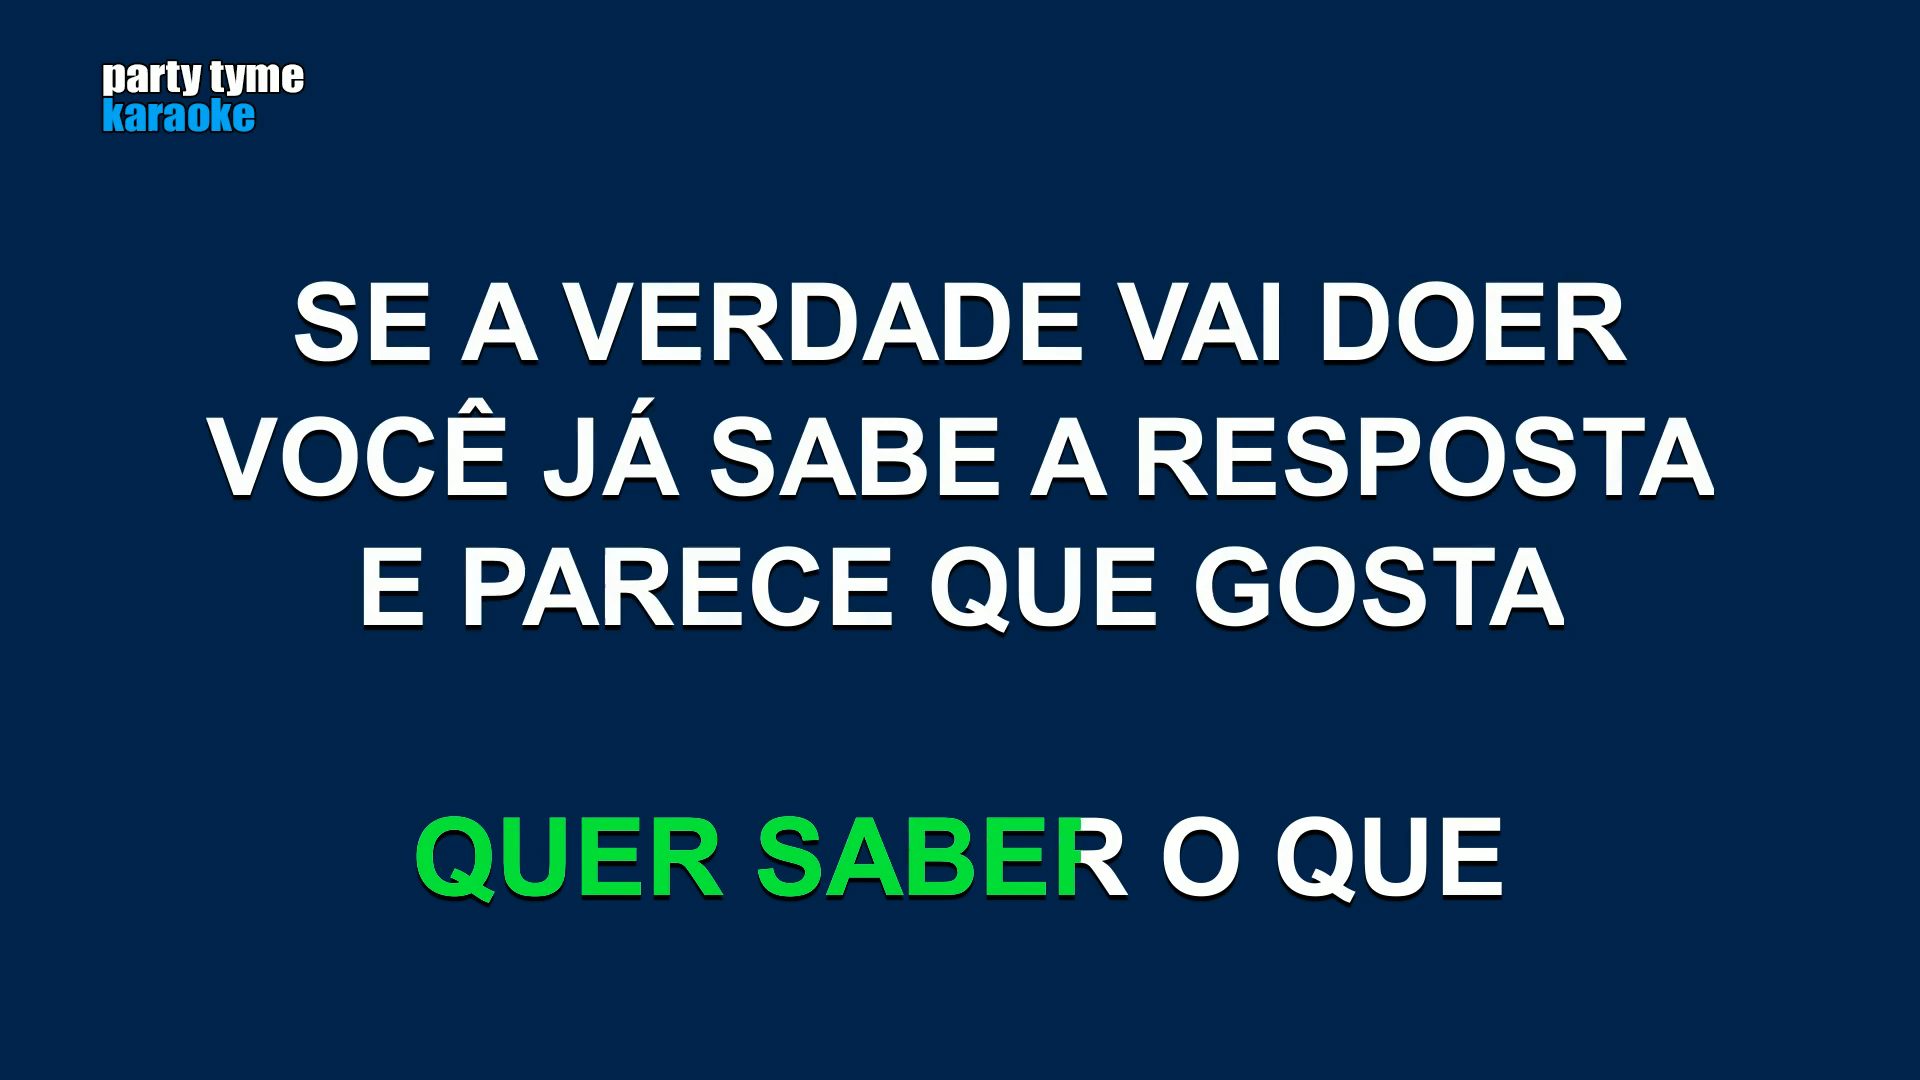 party tyme
karaoke
SE A VERDADE VAI DOER
VOCÊ JÁ SABE A RESPOSTA
E PARECE QUE GOSTA
QUER SABER O QUE